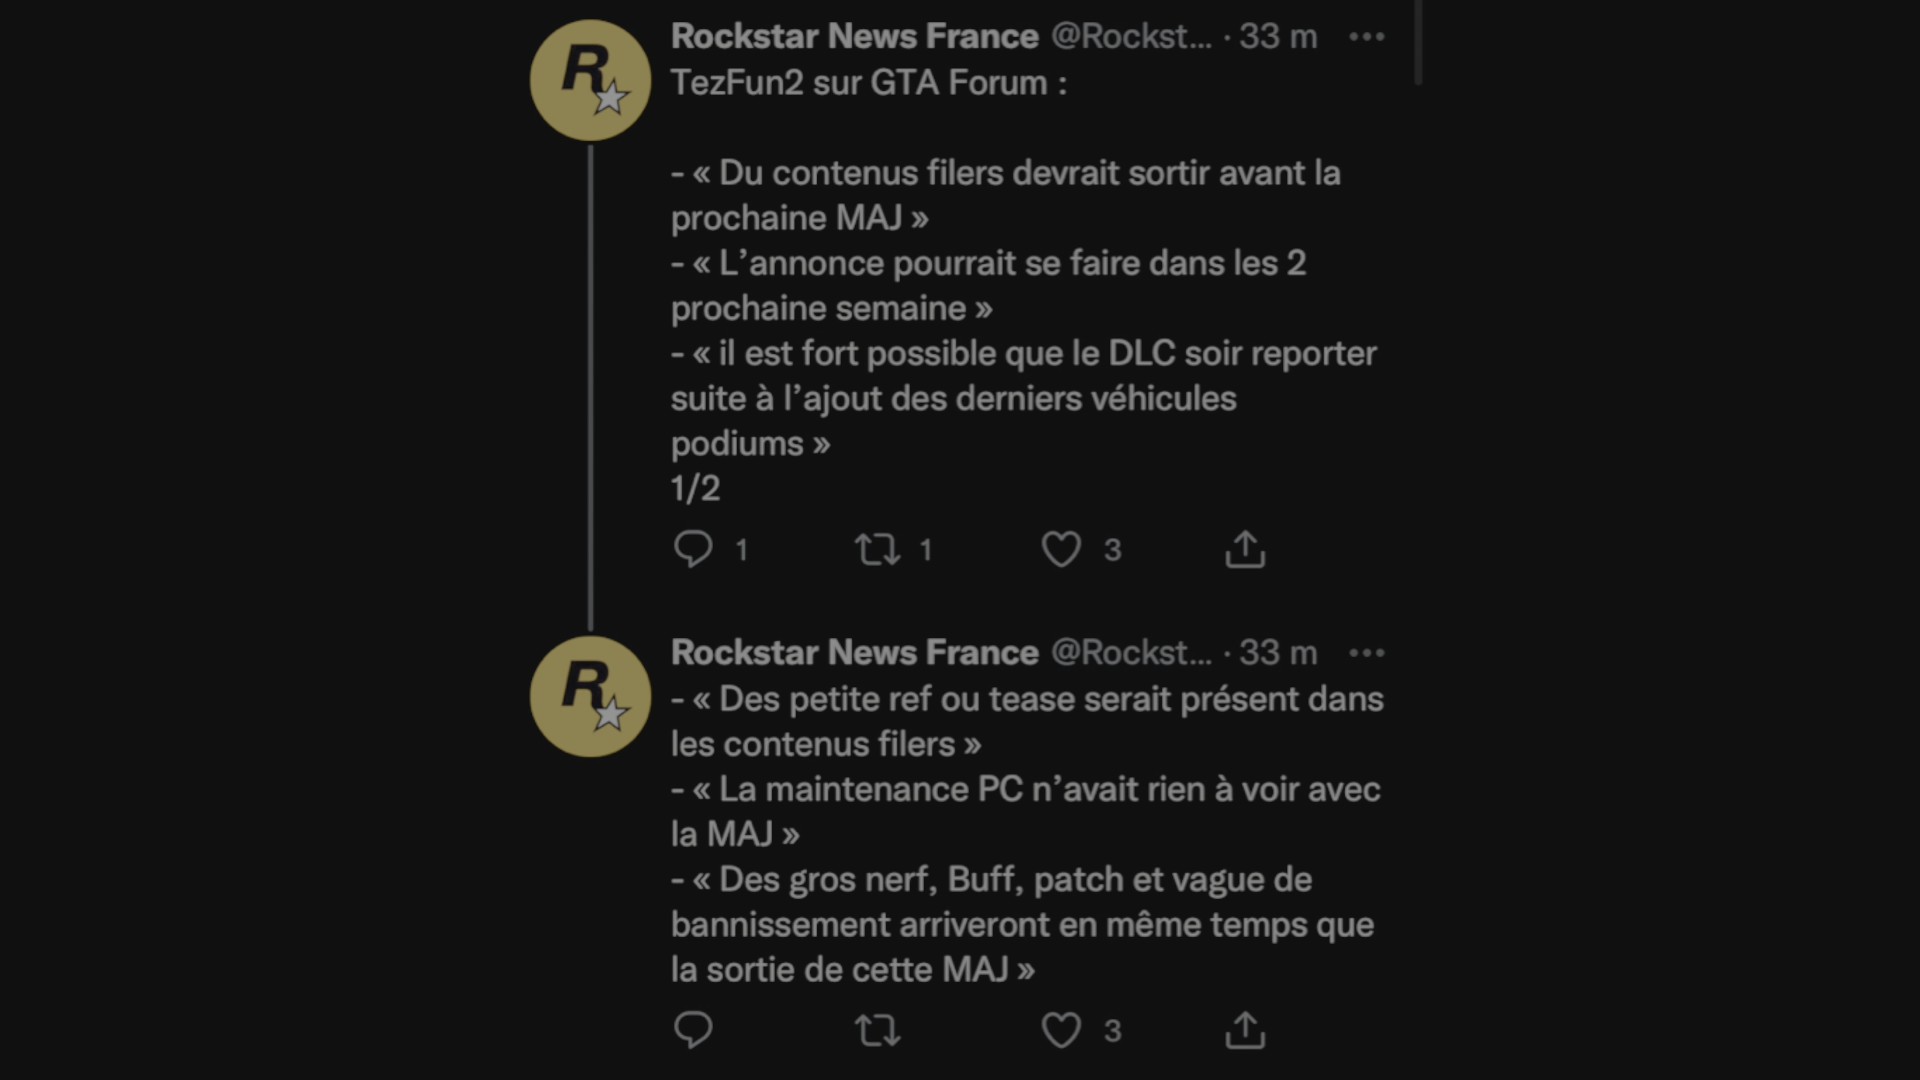 Rockstar News France @Rockst... · 33 m
TezFun2 sur GTA Forum :
- « Du contenus filers devrait sortir avant la
prochaine MAJ »
- « L’annonce pourrait se faire dans les 2
prochaine semaine »
- « il est fort possible que le DLC soir reporter
suite à l’ajout des derniers véhicules
podiums »
1/2
1 1 3
Rockstar News France @Rockst... · 33 m
- « Des petite ref ou tease serait présent dans
les contenus filers »
- « La maintenance PC n’avait rien à voir avec
la MAJ »
- « Des gros nerf, Buff, patch et vague de
bannissement arriveront en même temps que
la sortie de cette MAJ »
3